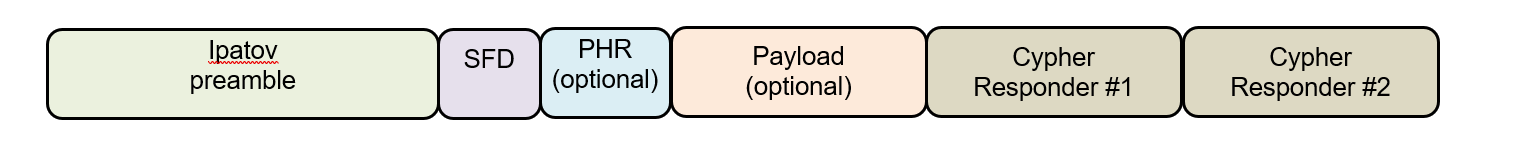 Ipatov
preamble
SFD
PHR
(optional)
Payload
(optional)
Cypher
Responder #1
Cypher
Responder #2